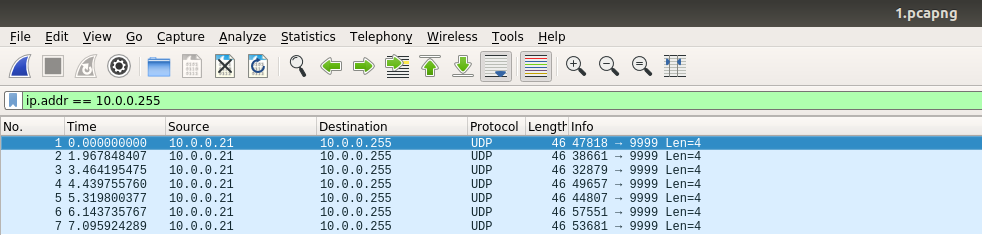 1.pcapng
File Edit View Go Capture Analyze Statistics Telephony Wireless Tools Help
ip.addr == 10.0.0.255
No. Time Source Destination Protocol Length Info
1 0.000000000 10.0.0.21 10.0.0.255 UDP 46 47818 → 9999 Len=4
2 1.967848407 10.0.0.21 10.0.0.255 UDP 46 38661 → 9999 Len=4
3 3.464195475 10.0.0.21 10.0.0.255 UDP 46 32879 → 9999 Len=4
4 4.439755760 10.0.0.21 10.0.0.255 UDP 46 49657 → 9999 Len=4
5 5.319800377 10.0.0.21 10.0.0.255 UDP 46 44807 → 9999 Len=4
6 6.143735767 10.0.0.21 10.0.0.255 UDP 46 57551 → 9999 Len=4
7 7.095924289 10.0.0.21 10.0.0.255 UDP 46 53681 → 9999 Len=4